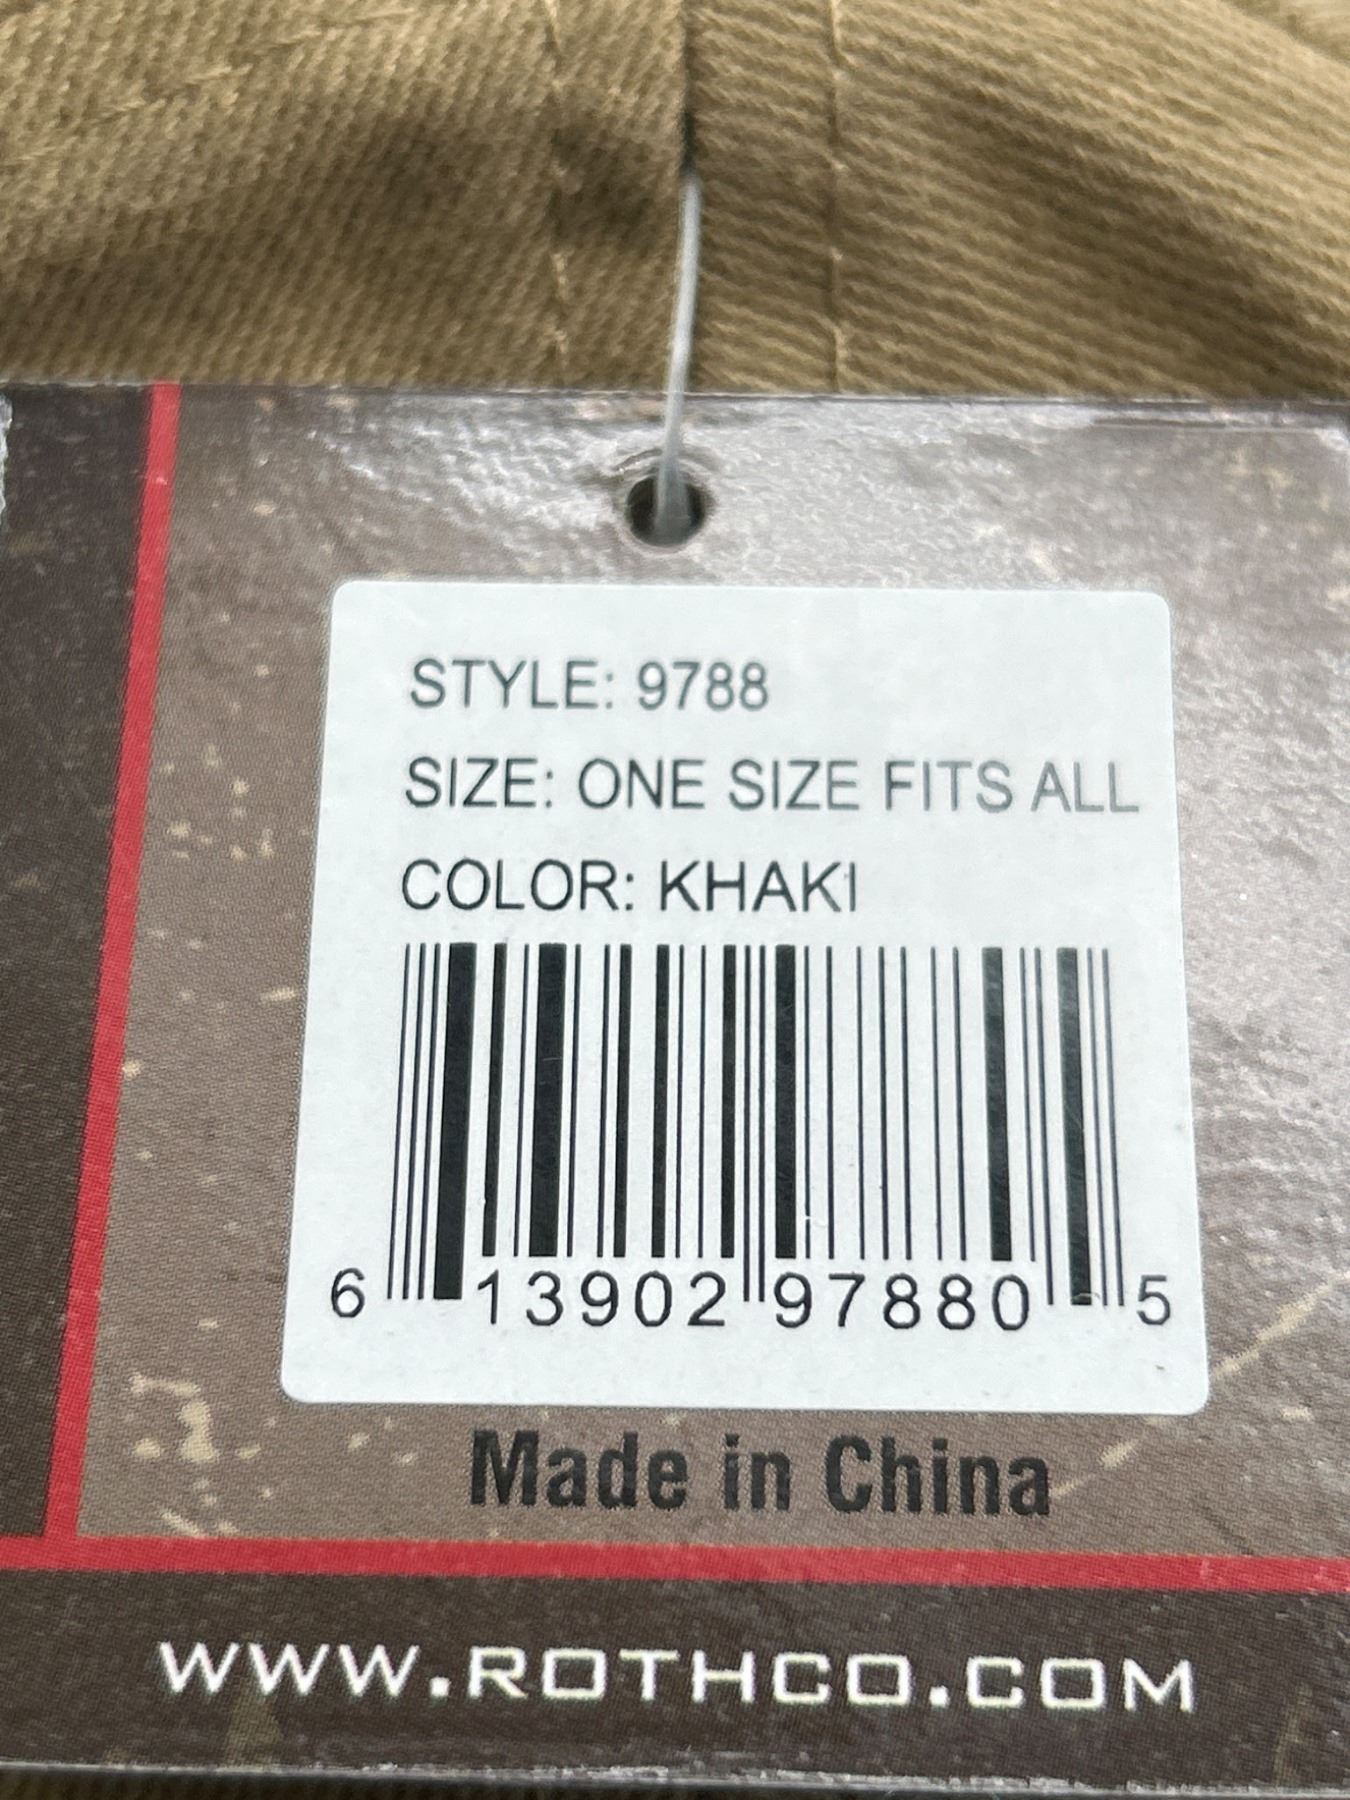 STYLE: 9788
SIZE: ONE SIZE FITS ALL
COLOR: KHAKI
6 13902 97880 5
Made in China
WWW.ROTHCO.COM